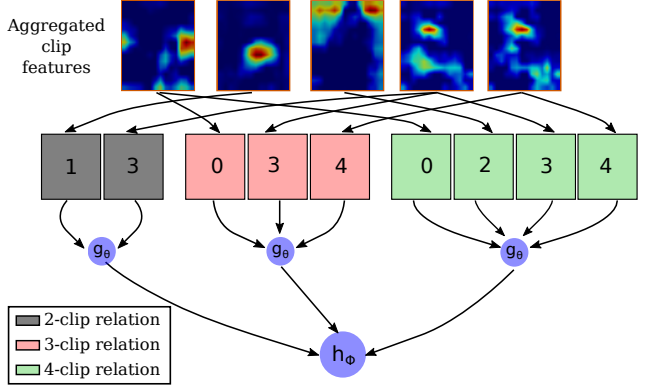 Aggregated
clip
features
1 3 0 3 4 0 2 3 4
gθ gθ gθ
hΦ
2-clip relation
3-clip relation
4-clip relation